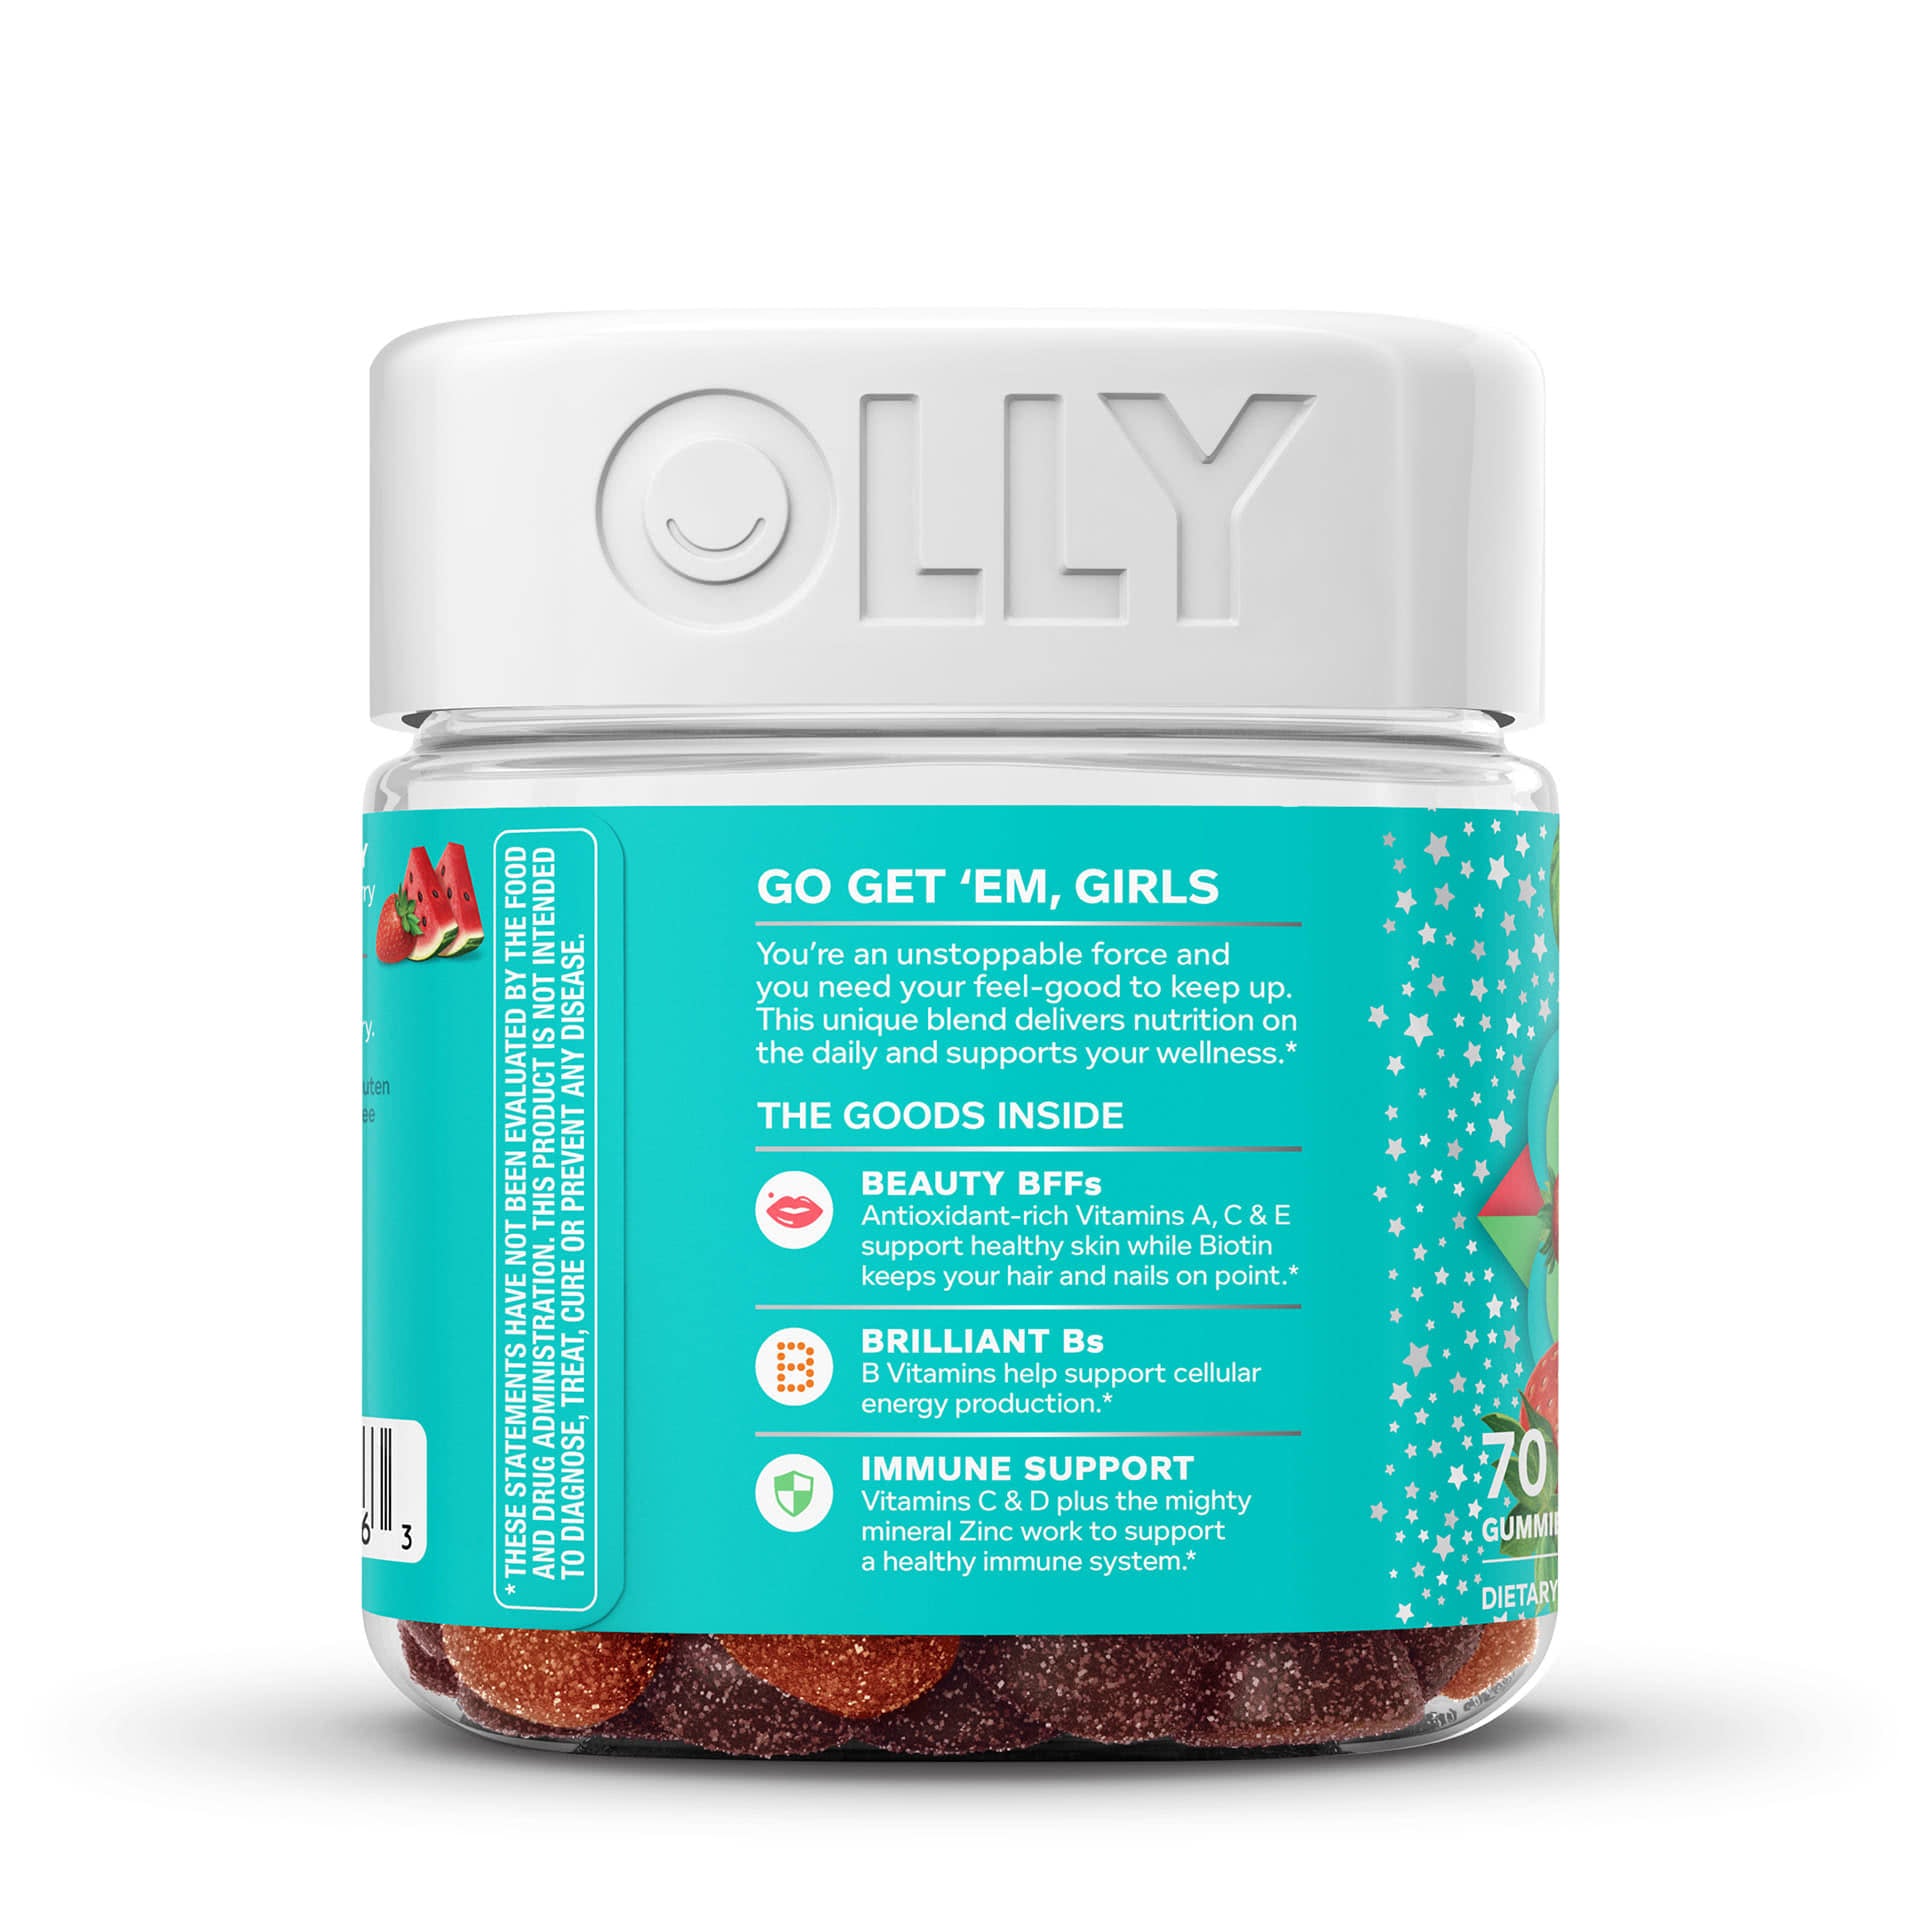 OLLY
* THESE STATEMENTS HAVE NOT BEEN EVALUATED BY THE FOOD
AND DRUG ADMINISTRATION. THIS PRODUCT IS NOT INTENDED
TO DIAGNOSE, TREAT, CURE OR PREVENT ANY DISEASE.
6 3
GO GET ‘EM, GIRLS
You’re an unstoppable force and
you need your feel-good to keep up.
This unique blend delivers nutrition on
the daily and supports your wellness.*
THE GOODS INSIDE
BEAUTY BFFs
Antioxidant-rich Vitamins A, C & E
support healthy skin while Biotin
keeps your hair and nails on point.*
B
BRILLIANT Bs
B Vitamins help support cellular
energy production.*
IMMUNE SUPPORT
Vitamins C & D plus the mighty
mineral Zinc work to support
a healthy immune system.*
70
GUMMIE
DIETARY